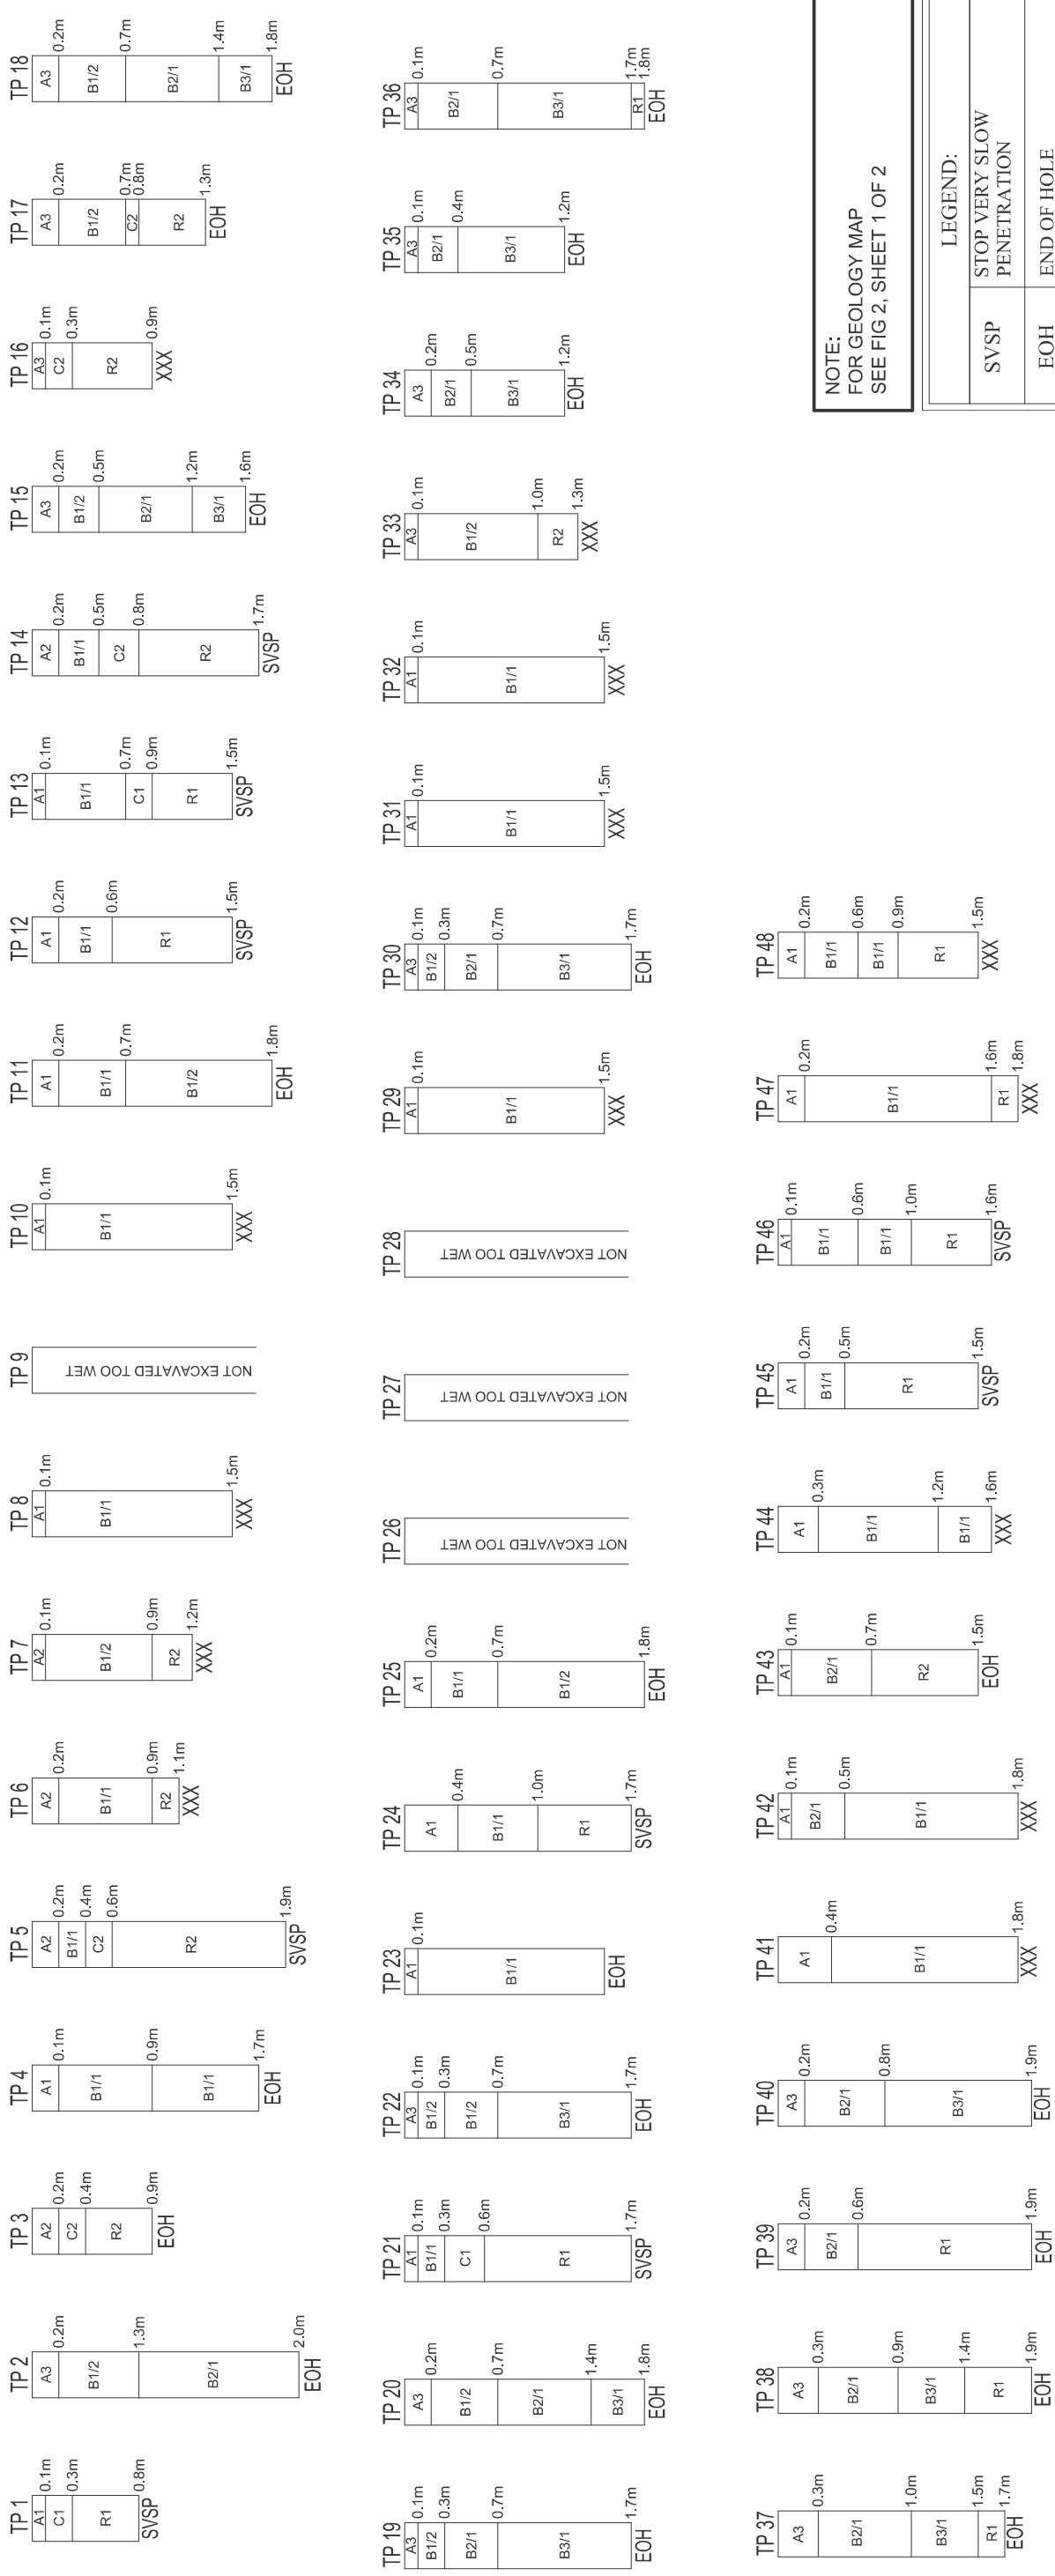 TP 1
A1
0.1m
C1
0.3m
R1
0.8m
SVSP
TP 2
A3
0.2m
B1/2
1.3m
B2/1
2.0m
EOH
TP 3
A2
0.2m
C2
0.4m
R2
0.9m
EOH
TP 4
A1
0.1m
B1/1
0.9m
B1/1
1.7m
EOH
TP 5
A2
0.2m
B1/1
0.4m
C2
0.6m
R2
1.9m
SVSP
TP 6
A2
0.2m
B1/1
0.9m
R2
1.1m
XXX
TP 7
A2
0.1m
B1/2
0.9m
R2
1.2m
XXX
TP 8
A1
0.1m
B1/1
1.5m
XXX
TP 9
NOT EXCAVATED TOO WET
TP 10
A1
0.1m
B1/1
1.5m
XXX
TP 11
A1
0.2m
B1/1
0.7m
B1/2
1.8m
EOH
TP 12
A1
0.2m
B1/1
0.6m
R1
1.5m
SVSP
TP 13
A1
0.1m
B1/1
0.7m
C1
0.9m
R1
1.5m
SVSP
TP 14
A2
0.2m
B1/1
0.5m
C2
0.8m
R2
1.7m
SVSP
TP 15
A3
0.2m
B1/2
0.5m
B2/1
1.2m
B3/1
1.6m
EOH
TP 16
A3
0.1m
C2
0.3m
R2
0.9m
XXX
TP 17
A3
0.2m
B1/2
0.7m
C2
0.8m
R2
1.3m
EOH
TP 18
A3
0.2m
B1/2
0.7m
B2/1
1.4m
B3/1
1.8m
EOH
TP 19
A3
0.1m
B1/2
0.3m
B2/1
0.7m
B3/1
1.7m
EOH
TP 20
A3
0.2m
B1/2
0.7m
B2/1
1.4m
B3/1
1.8m
EOH
TP 21
A1
0.1m
B1/1
0.3m
C1
0.6m
R1
1.7m
SVSP
TP 22
A3
0.1m
B1/2
0.3m
B1/2
0.7m
B3/1
1.7m
EOH
TP 23
A1
0.1m
B1/1
EOH
TP 24
A1
0.4m
B1/1
1.0m
R1
1.7m
SVSP
TP 25
A1
0.2m
B1/1
0.7m
B1/2
1.8m
EOH
TP 26
NOT EXCAVATED TOO WET
TP 27
NOT EXCAVATED TOO WET
TP 28
NOT EXCAVATED TOO WET
TP 29
A1
0.1m
B1/1
1.5m
XXX
TP 30
A3
0.1m
B1/2
0.3m
B2/1
0.7m
B3/1
1.7m
EOH
TP 31
A1
0.1m
B1/1
1.5m
XXX
TP 32
A1
0.1m
B1/1
1.5m
XXX
TP 33
A3
0.1m
B1/2
1.0m
R2
1.3m
XXX
TP 34
A3
0.2m
B2/1
0.5m
B3/1
1.2m
EOH
TP 35
A3
0.1m
B2/1
0.4m
B3/1
1.2m
EOH
TP 36
A3
0.1m
B2/1
0.7m
B3/1
1.7m
R1
1.8m
EOH
TP 37
A3
0.3m
B2/1
1.0m
B3/1
1.5m
R1
1.7m
EOH
TP 38
A3
0.3m
B2/1
0.9m
B3/1
1.4m
R1
1.9m
EOH
TP 39
A3
0.2m
B2/1
0.6m
R1
1.9m
EOH
TP 40
A3
0.2m
B2/1
0.8m
B3/1
1.9m
EOH
TP 41
A1
0.4m
B1/1
1.8m
XXX
TP 42
A1
0.1m
B2/1
0.5m
B1/1
1.8m
XXX
TP 43
A1
0.1m
B2/1
0.7m
R2
1.5m
EOH
TP 44
A1
0.3m
B1/1
1.2m
B1/1
1.6m
XXX
TP 45
A1
0.2m
B1/1
0.5m
R1
1.5m
SVSP
TP 46
A1
0.1m
B1/1
0.6m
B1/1
1.0m
R1
1.6m
SVSP
TP 47
A1
0.2m
B1/1
1.6m
R1
1.8m
XXX
TP 48
A1
0.2m
B1/1
0.6m
B1/1
0.9m
R1
1.5m
XXX
NOTE:
FOR GEOLOGY MAP
SEE FIG 2, SHEET 1 OF 2
LEGEND:
SVSP
STOP VERY SLOW
PENETRATION
EOH
END OF HOLE